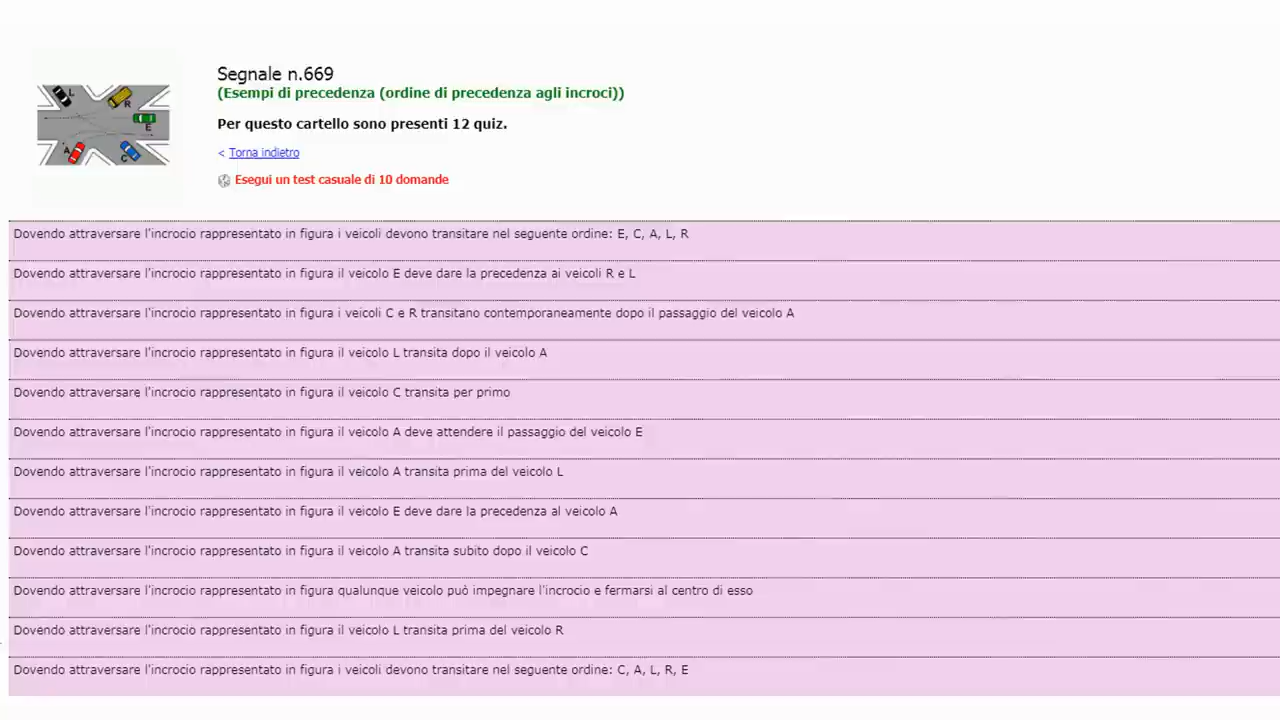 Segnale n.669
(Esempi di precedenza (ordine di precedenza agli incroci))
Per questo cartello sono presenti 12 quiz.
< Torna indietro
Esegui un test casuale di 10 domande
L
R
E
A
C
Dovendo attraversare l'incrocio rappresentato in figura i veicoli devono transitare nel seguente ordine: E, C, A, L, R
Dovendo attraversare l'incrocio rappresentato in figura il veicolo E deve dare la precedenza ai veicoli R e L
Dovendo attraversare l'incrocio rappresentato in figura i veicoli C e R transitano contemporaneamente dopo il passaggio del veicolo A
Dovendo attraversare l'incrocio rappresentato in figura il veicolo L transita dopo il veicolo A
Dovendo attraversare l'incrocio rappresentato in figura il veicolo C transita per primo
Dovendo attraversare l'incrocio rappresentato in figura il veicolo A deve attendere il passaggio del veicolo E
Dovendo attraversare l'incrocio rappresentato in figura il veicolo A transita prima del veicolo L
Dovendo attraversare l'incrocio rappresentato in figura il veicolo E deve dare la precedenza al veicolo A
Dovendo attraversare l'incrocio rappresentato in figura il veicolo A transita subito dopo il veicolo C
Dovendo attraversare l'incrocio rappresentato in figura qualunque veicolo può impegnare l'incrocio e fermarsi al centro di esso
Dovendo attraversare l'incrocio rappresentato in figura il veicolo L transita prima del veicolo R
Dovendo attraversare l'incrocio rappresentato in figura i veicoli devono transitare nel seguente ordine: C, A, L, R, E